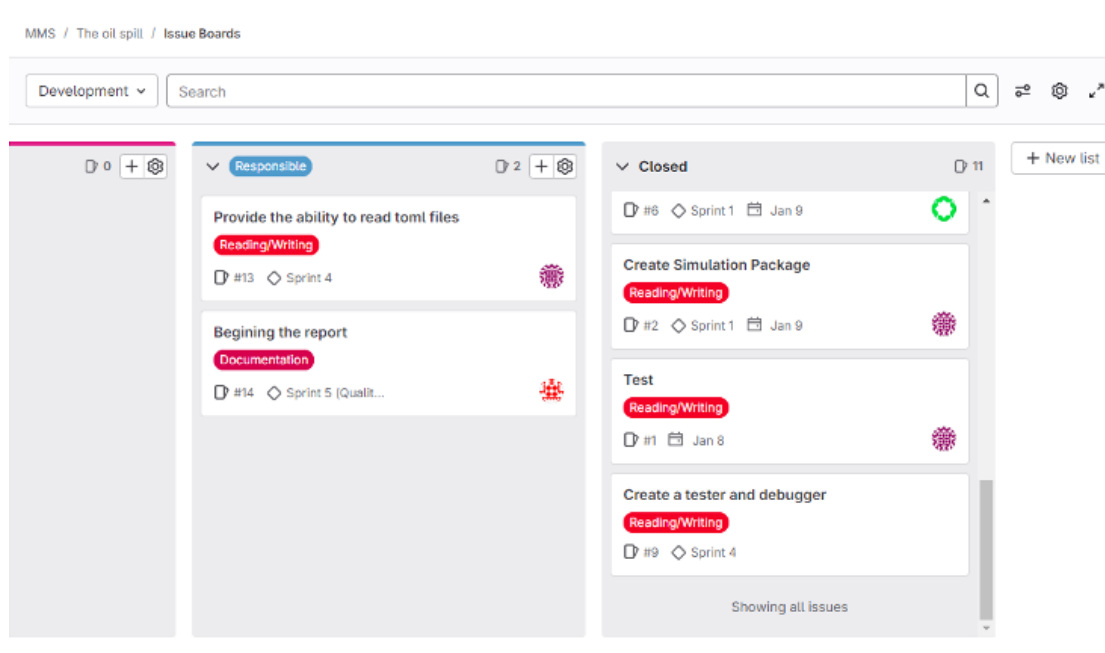 MMS / The oil spill / Issue Boards
Development
Search
0
Responsible
2
Provide the ability to read toml files
Reading/Writing
#13 Sprint 4
Begining the report
Documentation
#14 Sprint 5 (Qualit...
Closed
11
#6 Sprint 1 Jan 9
Create Simulation Package
Reading/Writing
#2 Sprint 1 Jan 9
Test
Reading/Writing
#1 Jan 8
Create a tester and debugger
Reading/Writing
#9 Sprint 4
Showing all issues
+ New list